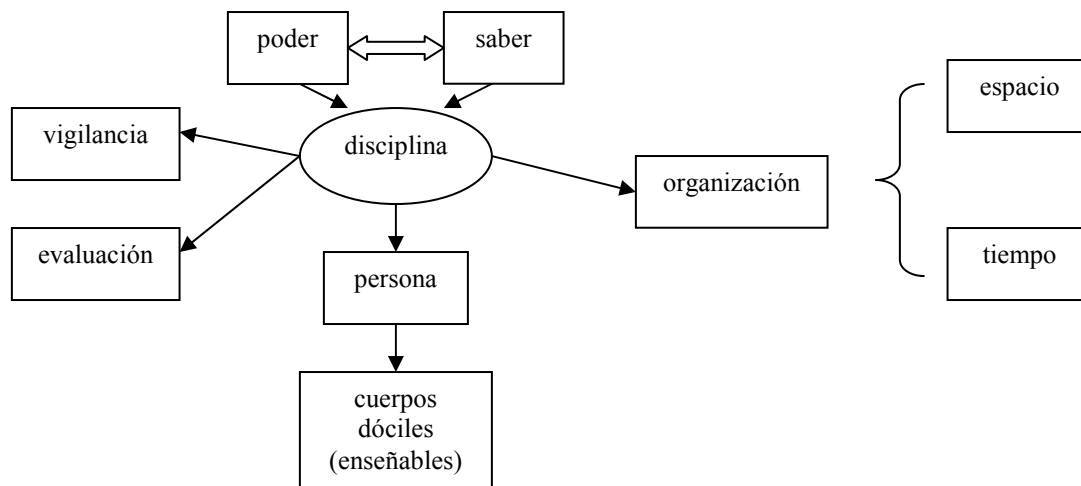 poder
saber
espacio
vigilancia
disciplina
organización
evaluación
persona
tiempo
cuerpos
dóciles
(enseñables)